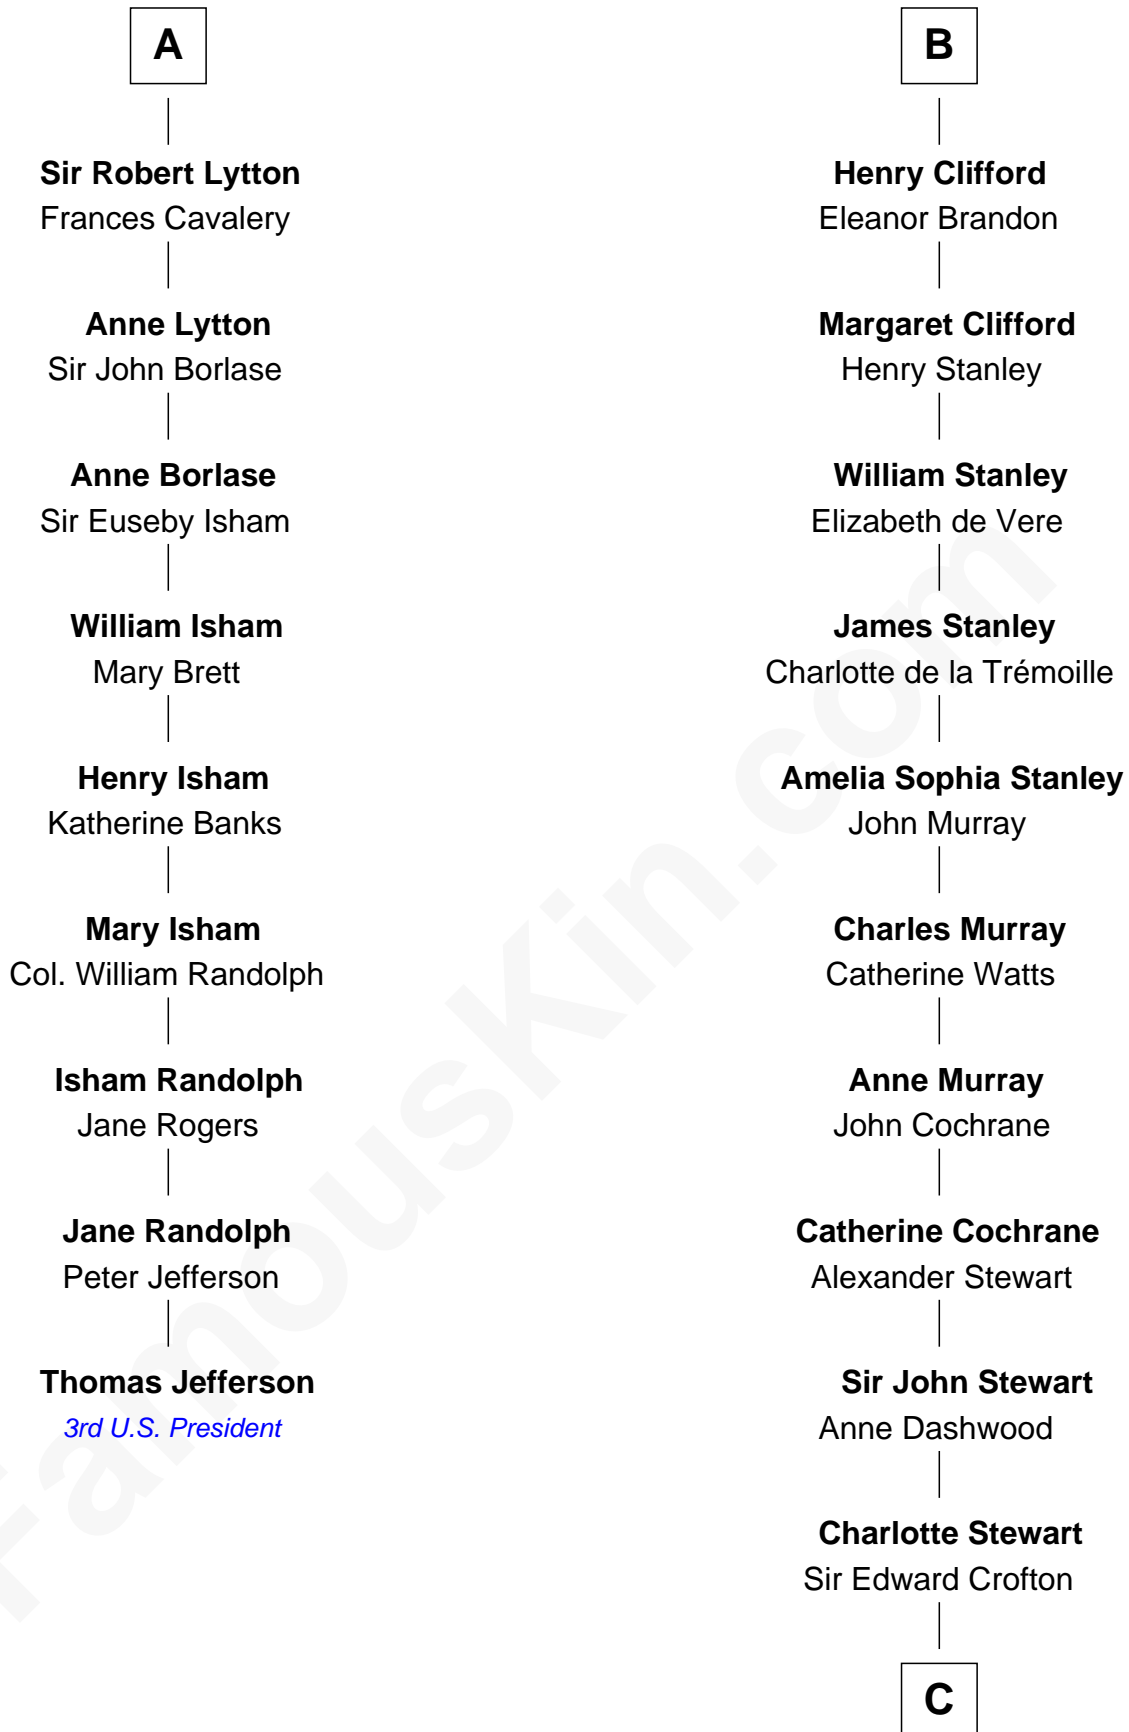 A
Sir Robert Lytton
Frances Cavalery
Anne Lytton
Sir John Borlase
Anne Borlase
Sir Euseby Isham
William Isham
Mary Brett
Henry Isham
Katherine Banks
Mary Isham
Col. William Randolph
Isham Randolph
Jane Rogers
Jane Randolph
Peter Jefferson
Thomas Jefferson
3rd U.S. President
B
Henry Clifford
Eleanor Brandon
Margaret Clifford
Henry Stanley
William Stanley
Elizabeth de Vere
James Stanley
Charlotte de la Trémoille
Amelia Sophia Stanley
John Murray
Charles Murray
Catherine Watts
Anne Murray
John Cochrane
Catherine Cochrane
Alexander Stewart
Sir John Stewart
Anne Dashwood
Charlotte Stewart
Sir Edward Crofton
C
FamousKin.com